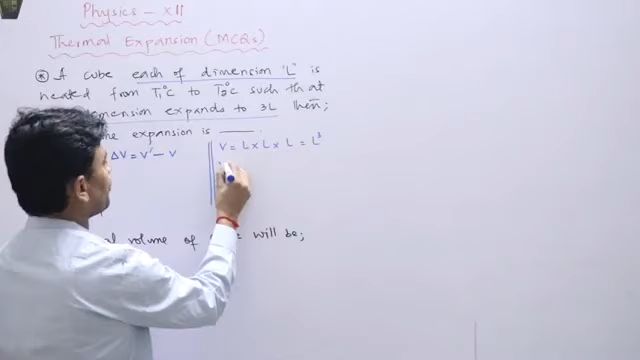 Physics - XII
Thermal Expansion (MCQs)
A cube each of dimension 'L' is
heated from T₁°C to T₂°C such that
dimension expands to 3L then;
expansion is ____.
ΔV = V' - V
V = L x L x L = L³
volume of will be;